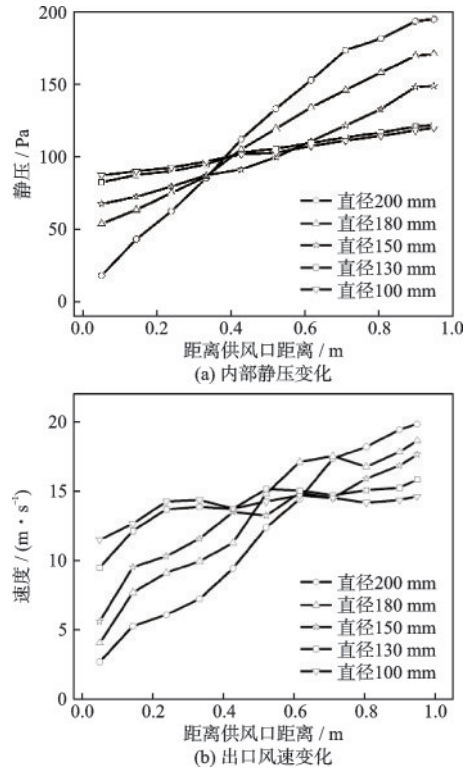 200
150
100
50
0
静压 / Pa
直径200 mm
直径180 mm
直径150 mm
直径130 mm
直径100 mm
0.0 0.2 0.4 0.6 0.8 1.0
距离供风口距离 / m
(a) 内部静压变化
20
15
10
5
0
速度 / (m·s⁻¹)
直径200 mm
直径180 mm
直径150 mm
直径130 mm
直径100 mm
0.0 0.2 0.4 0.6 0.8 1.0
距离供风口距离 / m
(b) 出口风速变化